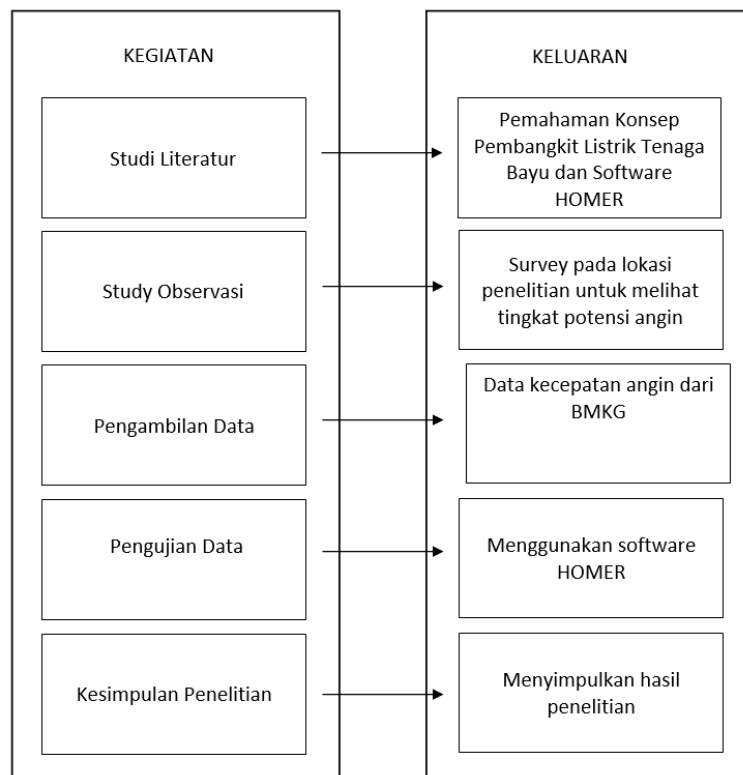 KEGIATAN
KELUARAN
Studi Literatur
Pemahaman Konsep
Pembangkit Listrik Tenaga
Bayu dan Software
HOMER
Study Observasi
Survey pada lokasi
penelitian untuk melihat
tingkat potensi angin
Pengambilan Data
Data kecepatan angin dari
BMKG
Pengujian Data
Menggunakan software
HOMER
Kesimpulan Penelitian
Menyimpulkan hasil
penelitian